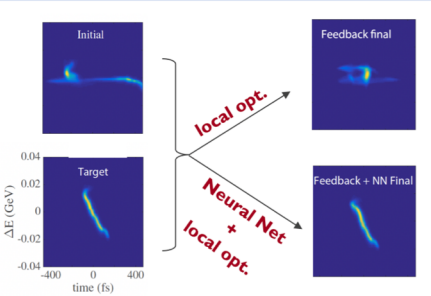 Initial
Feedback final
local opt.
0.04
0.02
0
-0.02
-0.04
ΔE (GeV)
Target
-400
0
400
time (fs)
Neural Net
+
local opt.
Feedback + NN Final